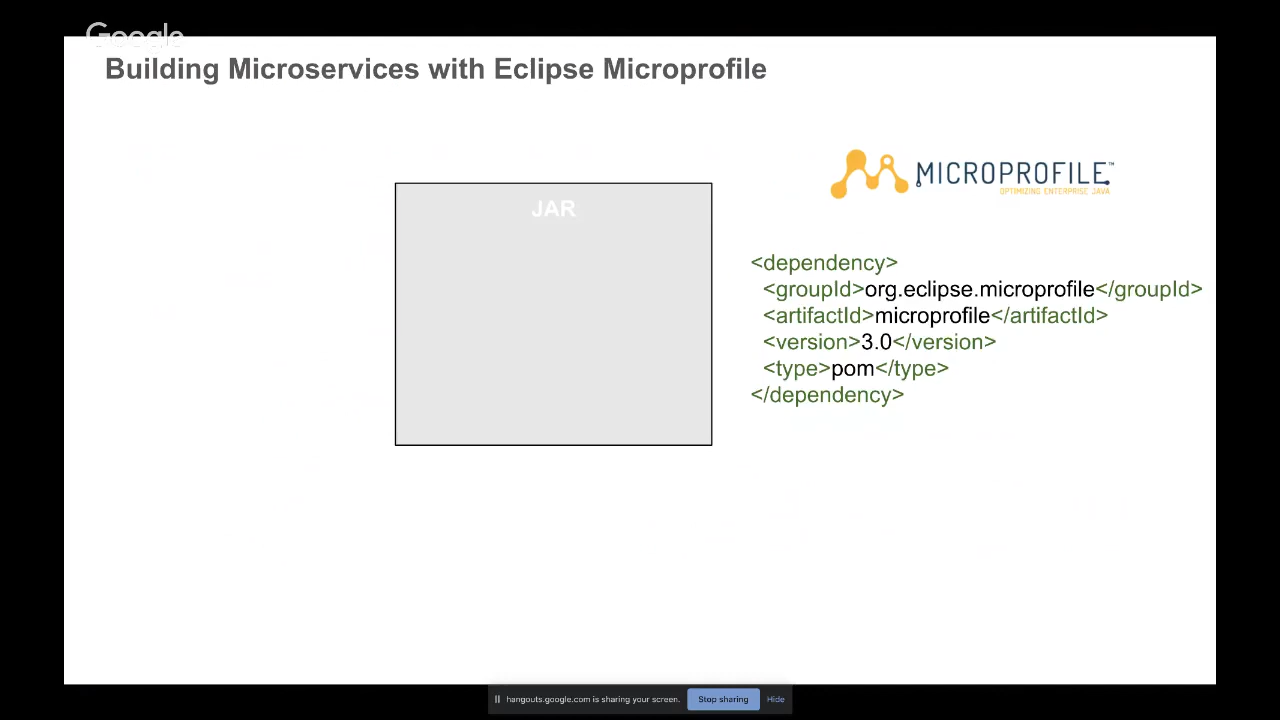 Google
Building Microservices with Eclipse Microprofile
JAR
MICROPROFILE™
OPTIMIZING ENTERPRISE JAVA
<dependency>
<groupId>org.eclipse.microprofile</groupId>
<artifactId>microprofile</artifactId>
<version>3.0</version>
<type>pom</type>
</dependency>
hangouts.google.com is sharing your screen.
Stop sharing
Hide